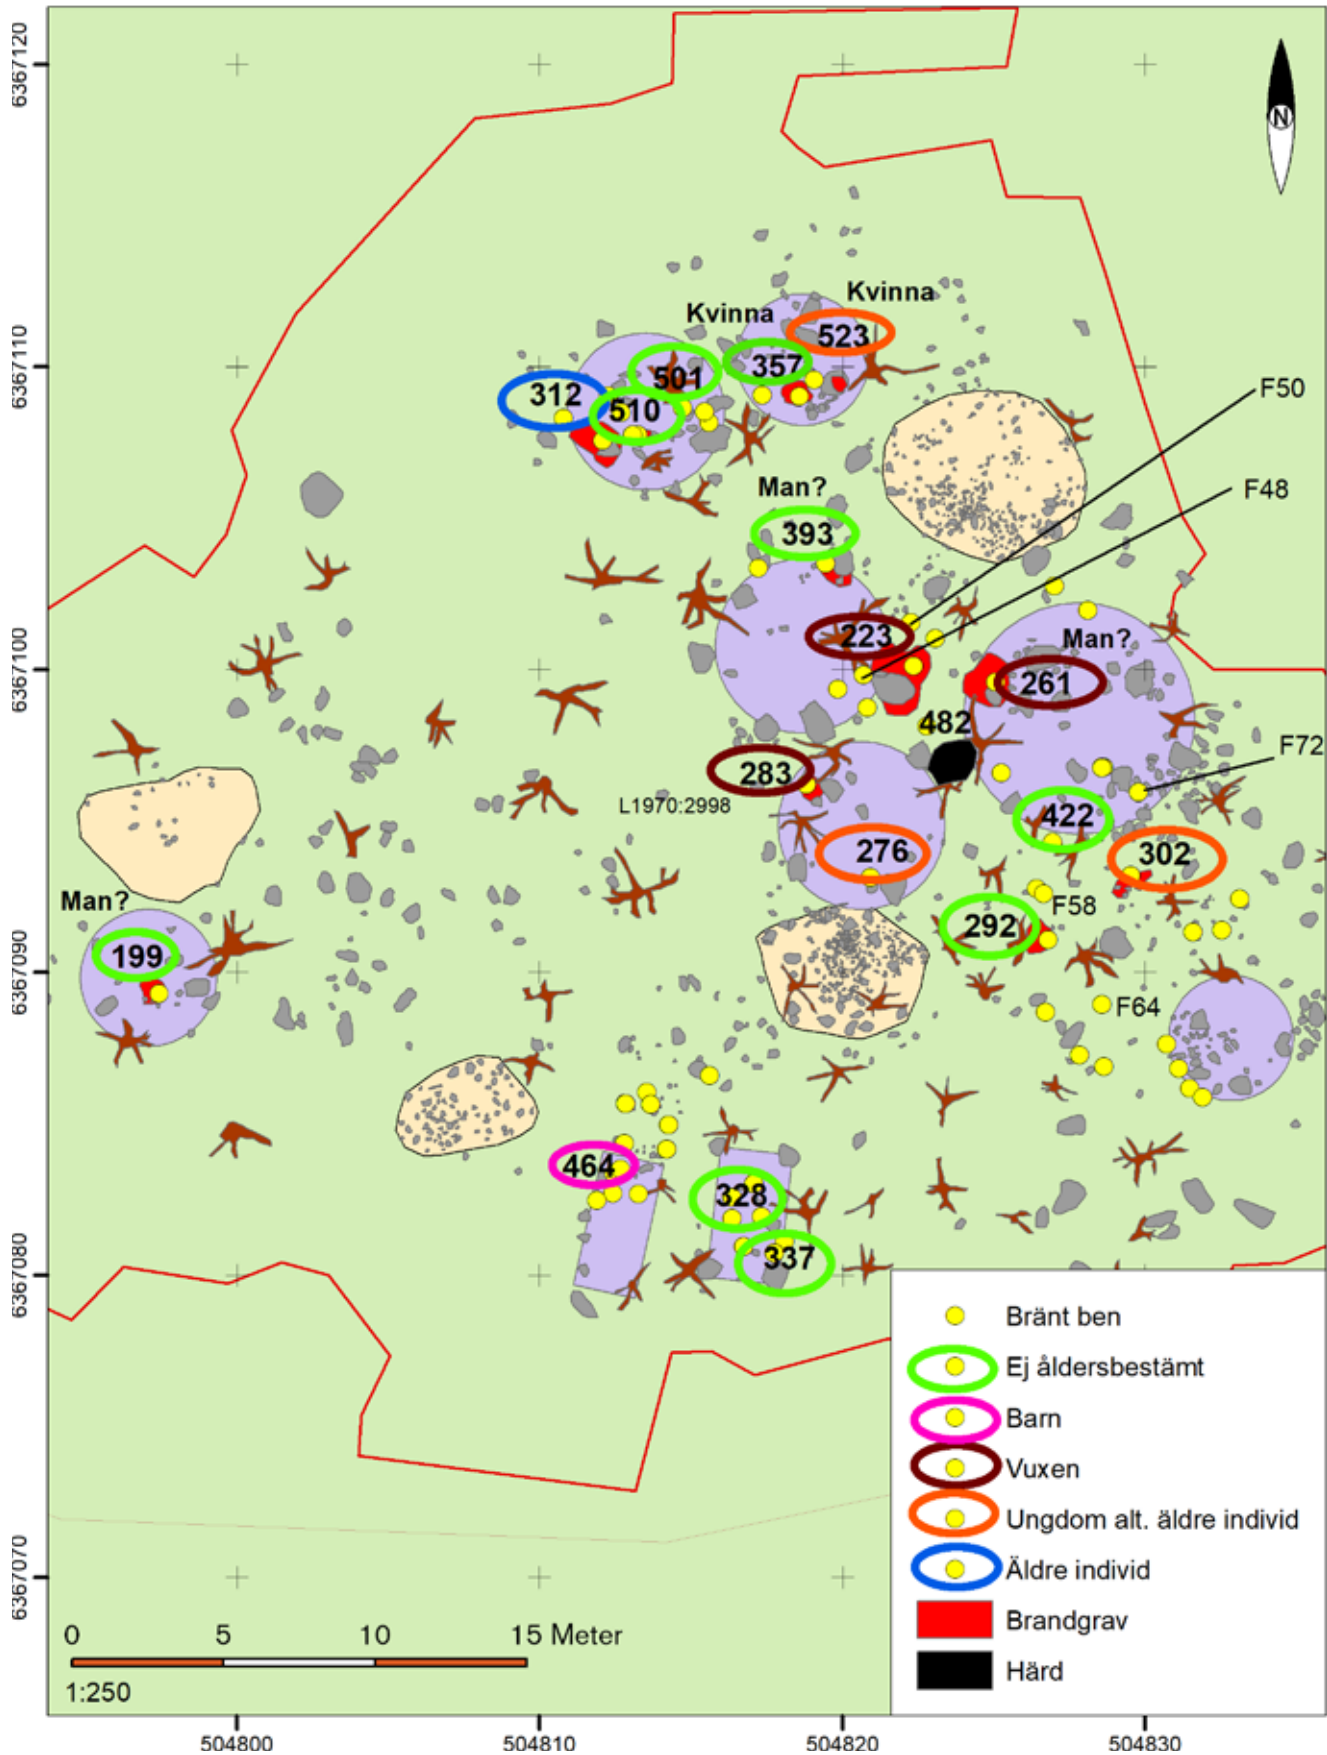 6367120
N
Kvinna
Kvinna
523
6367110
357
501
312
510
F50
F48
Man?
393
6367100
223
Man?
261
482
283
F72
L1970:2998
422
276
302
Man?
F58
292
199
6367090
F64
464
328
337
6367080
Bränt ben
Ej åldersbestämt
Barn
Vuxen
Ungdom alt. äldre individ
Äldre individ
Brandgrav
Härd
6367070
0 5 10 15 Meter
1:250
504800 504810 504820 504830